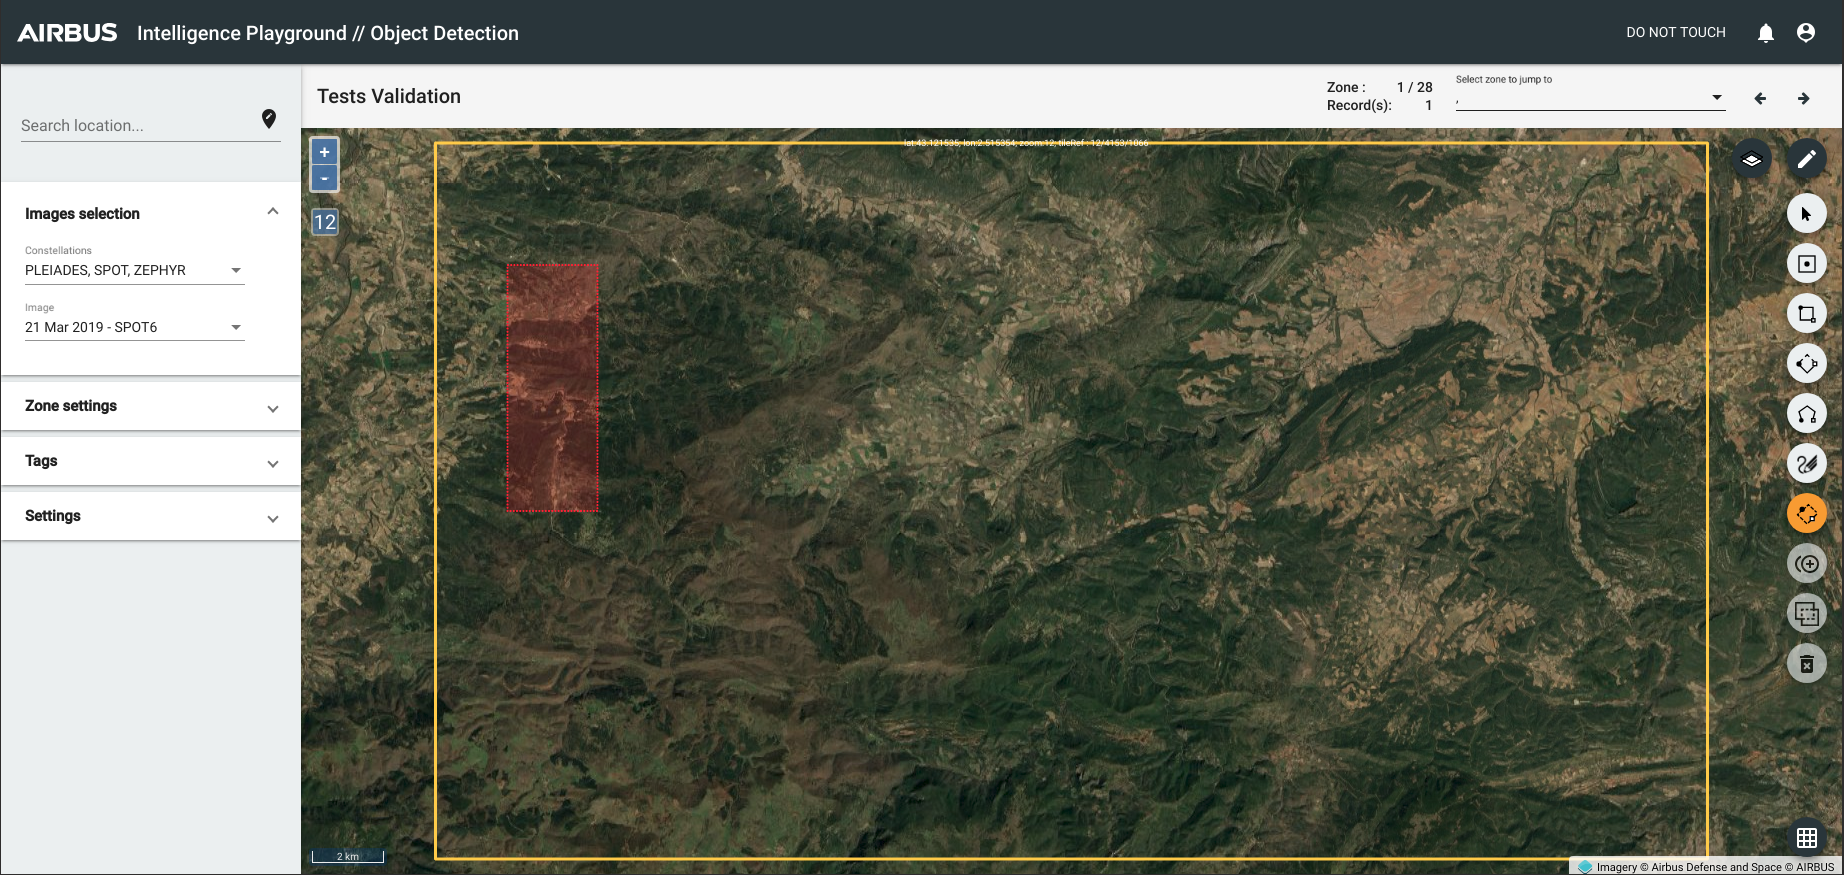 AIRBUS Intelligence Playground // Object Detection
DO NOT TOUCH
Search location...
Tests Validation
Zone : 1 / 28
Record(s): 1
Select zone to jump to
,
lat:43.121535, lon:2.515354, zoom:12, tileRef : 12/4153/1066
+
-
12
Images selection
Constellations
PLEIADES, SPOT, ZEPHYR
Image
21 Mar 2019 - SPOT6
Zone settings
Tags
Settings
2 km
Imagery © Airbus Defense and Space © AIRBUS